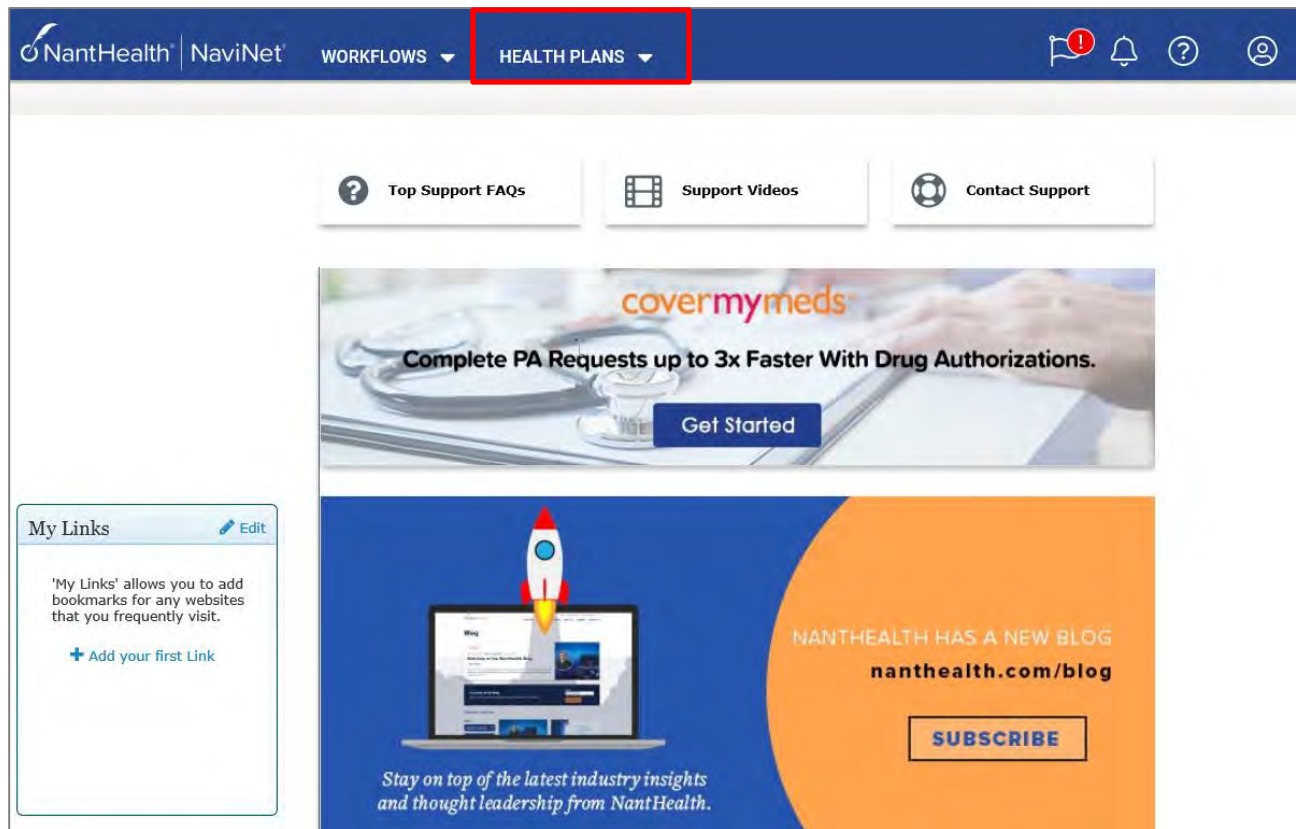 NantHealth® NaviNet®
WORKFLOWS
HEALTH PLANS
!
?
Top Support FAQs
Support Videos
Contact Support
covermymeds
Complete PA Requests up to 3x Faster With Drug Authorizations.
Get Started
My Links
Edit
'My Links' allows you to add
bookmarks for any websites
that you frequently visit.
Add your first Link
Blog
Stay on top of the latest industry insights
and thought leadership from NantHealth.
NANTHEALTH HAS A NEW BLOG
nanthealth.com/blog
SUBSCRIBE